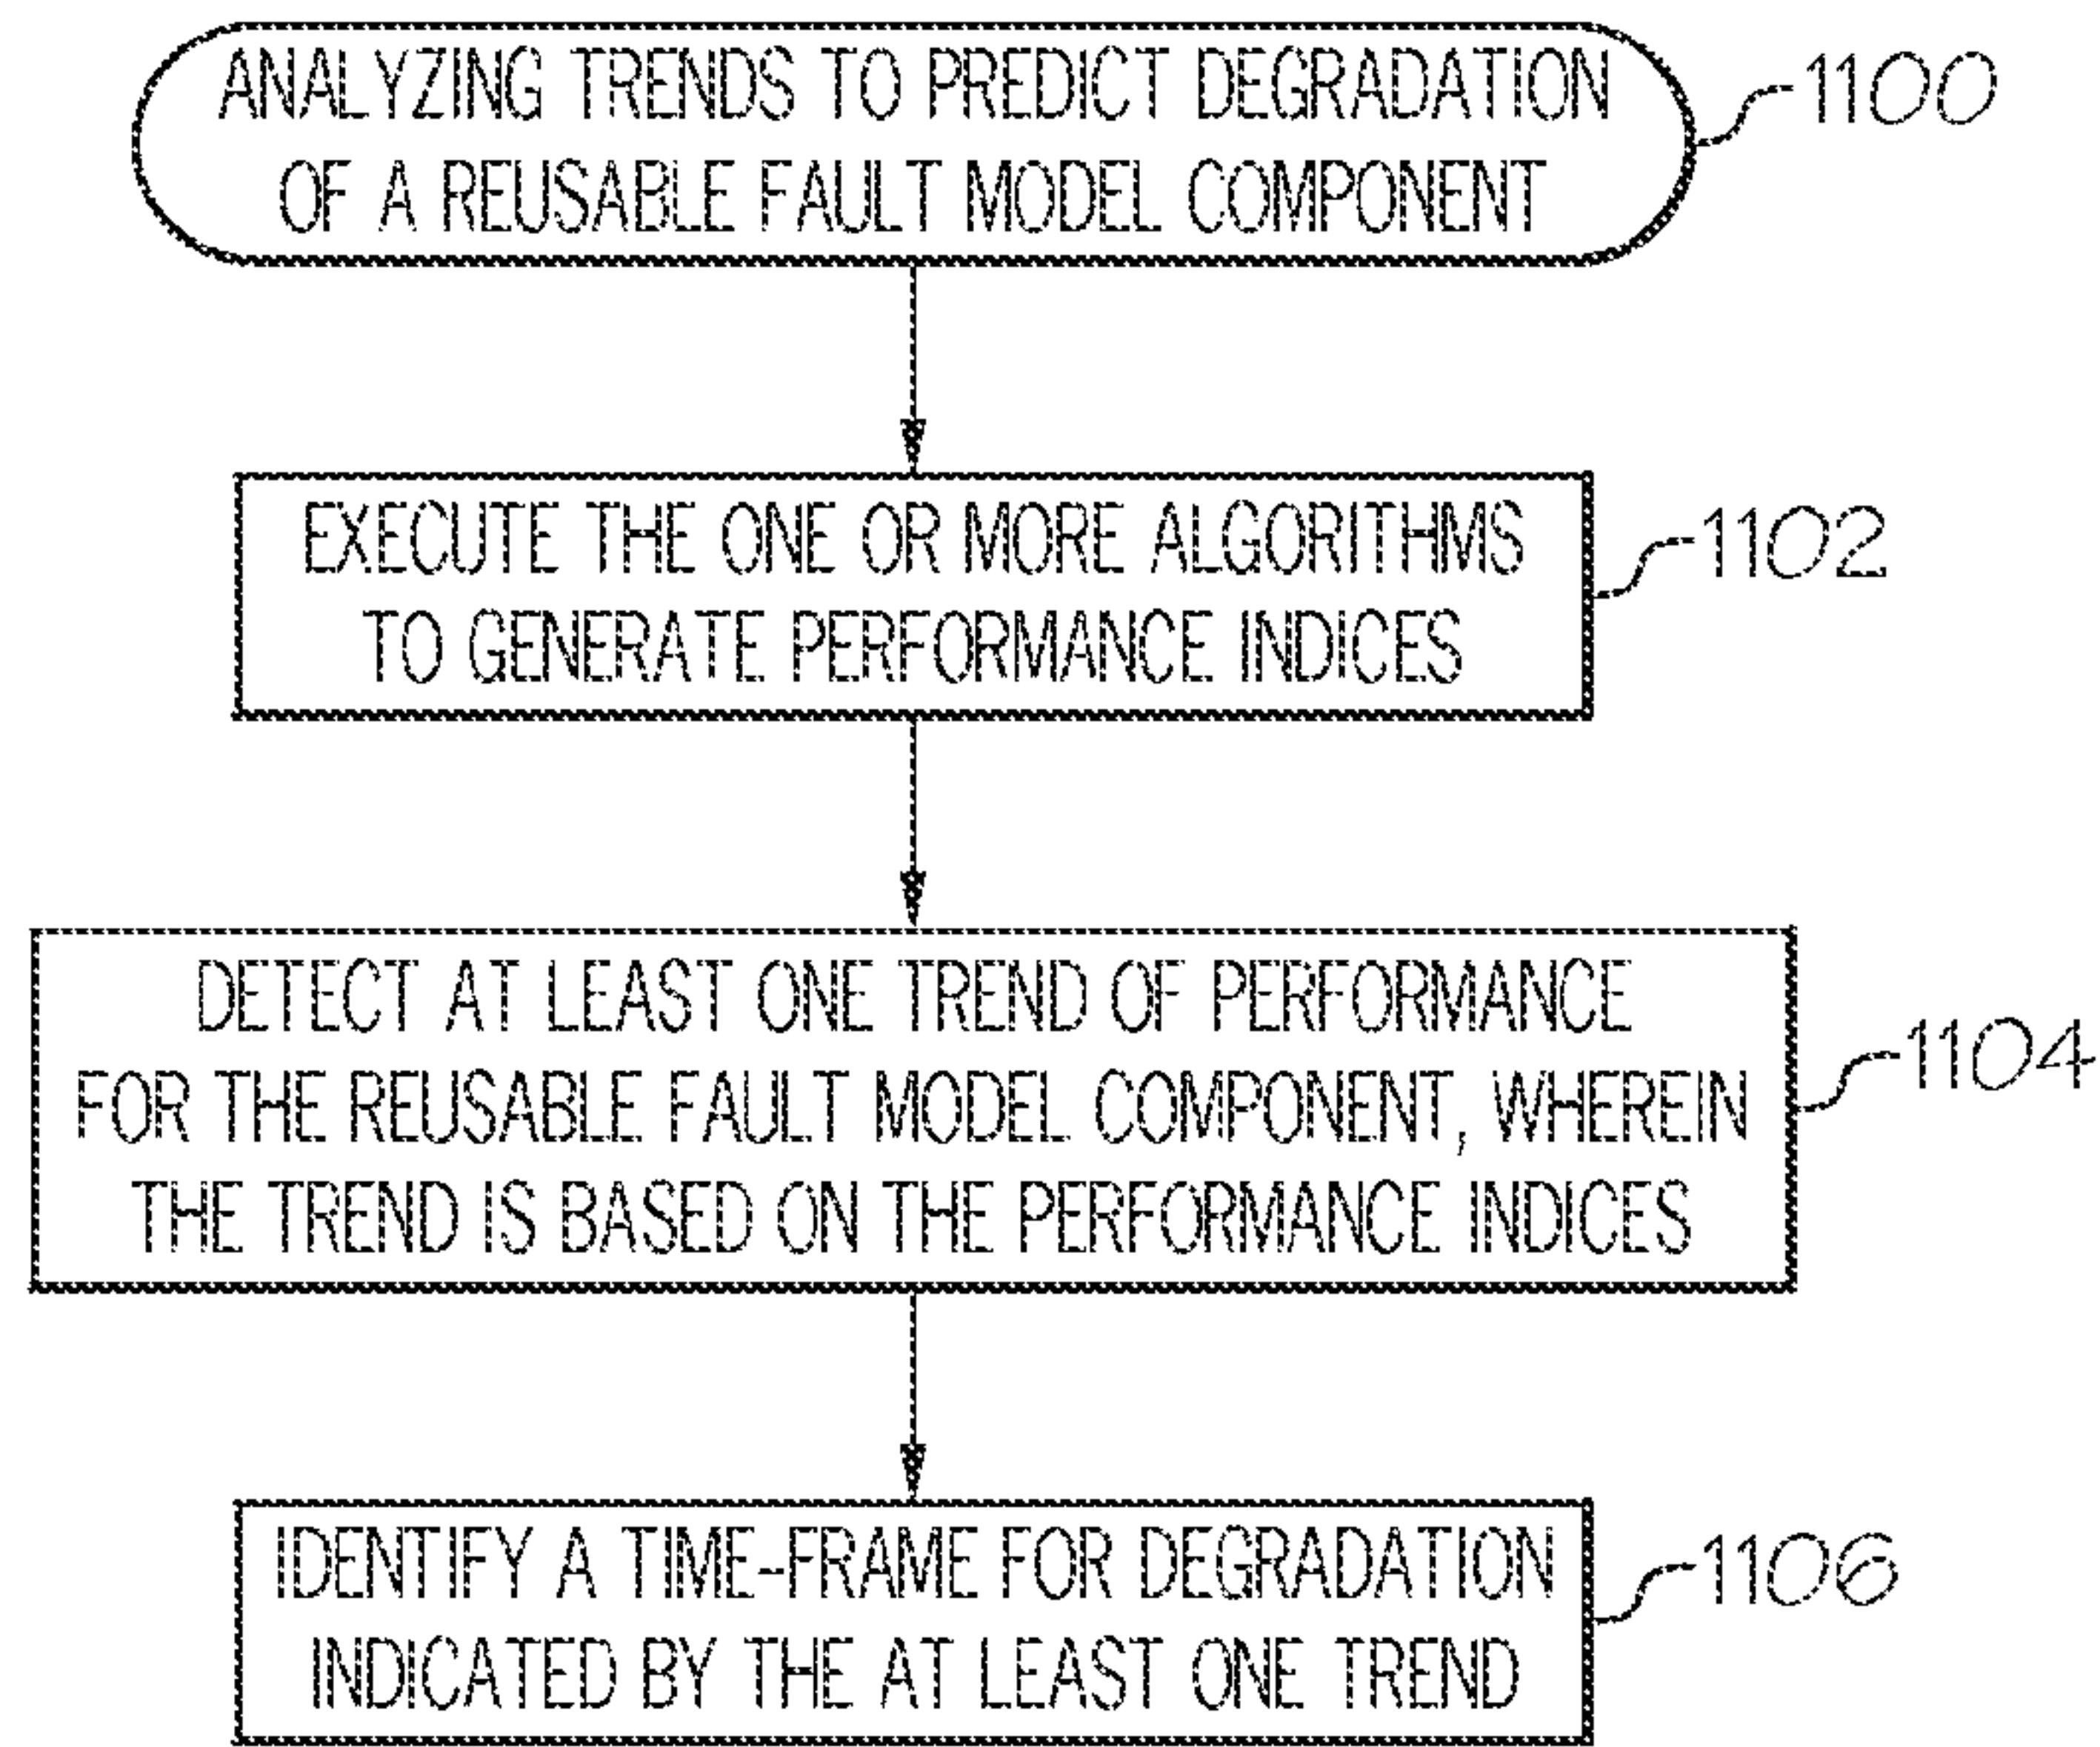 ANALYZING TRENDS TO PREDICT DEGRADATION
OF A REUSABLE FAULT MODEL COMPONENT
1100
EXECUTE THE ONE OR MORE ALGORITHMS
TO GENERATE PERFORMANCE INDICES
1102
DETECT AT LEAST ONE TREND OF PERFORMANCE
FOR THE REUSABLE FAULT MODEL COMPONENT, WHEREIN
THE TREND IS BASED ON THE PERFORMANCE INDICES
1104
IDENTIFY A TIME-FRAME FOR DEGRADATION
INDICATED BY THE AT LEAST ONE TREND
1106